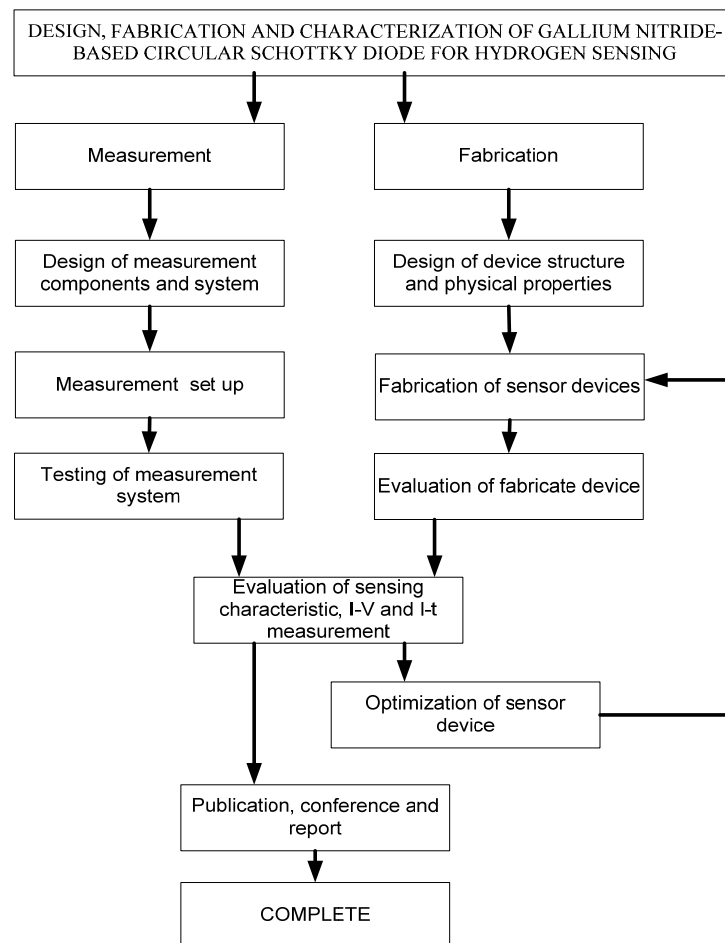 DESIGN, FABRICATION AND CHARACTERIZATION OF GALLIUM NITRIDE-
BASED CIRCULAR SCHOTTKY DIODE FOR HYDROGEN SENSING
Measurement
Fabrication
Design of measurement
components and system
Design of device structure
and physical properties
Measurement set up
Fabrication of sensor devices
Testing of measurement
system
Evaluation of fabricate device
Evaluation of sensing
characteristic, I-V and I-t
measurement
Optimization of sensor
device
Publication, conference and
report
COMPLETE